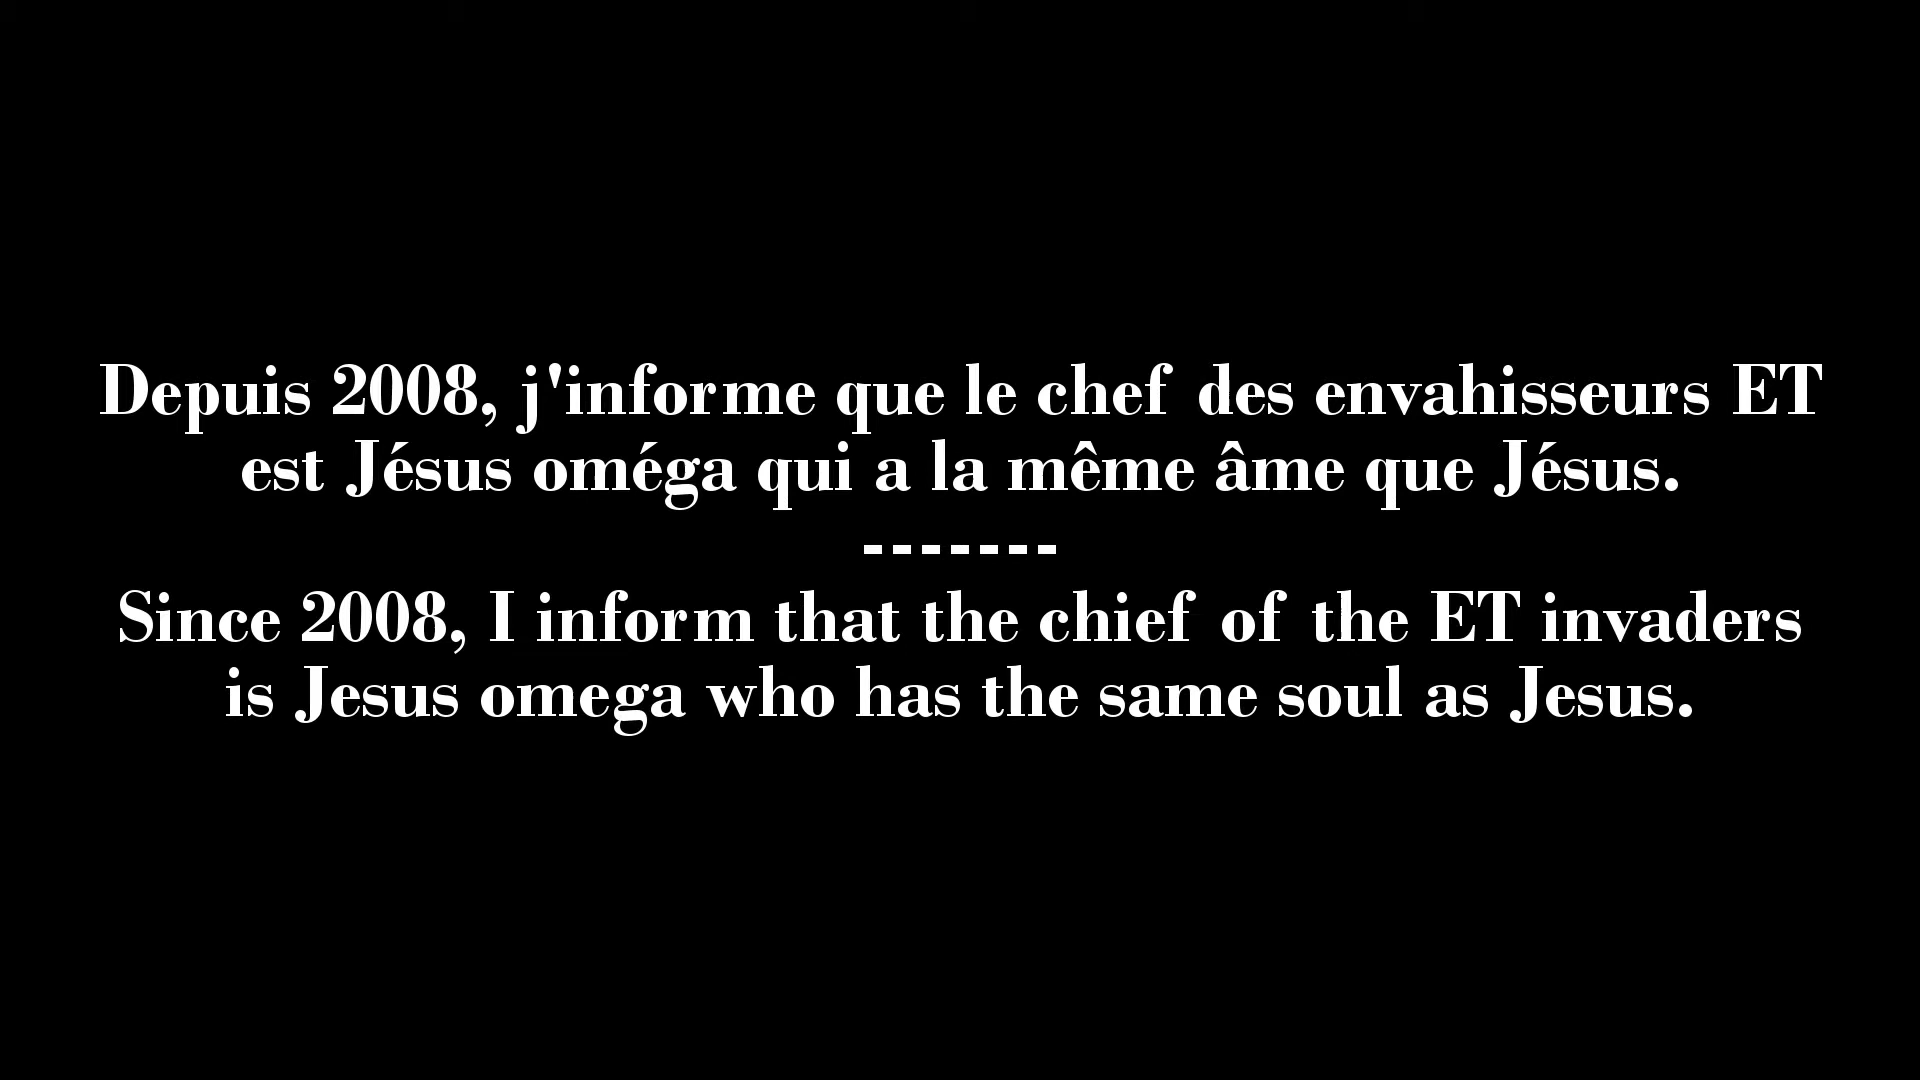 Depuis 2008, j'informe que le chef des envahisseurs ET
est Jésus oméga qui a la même âme que Jésus.
-------
Since 2008, I inform that the chief of the ET invaders
is Jesus omega who has the same soul as Jesus.